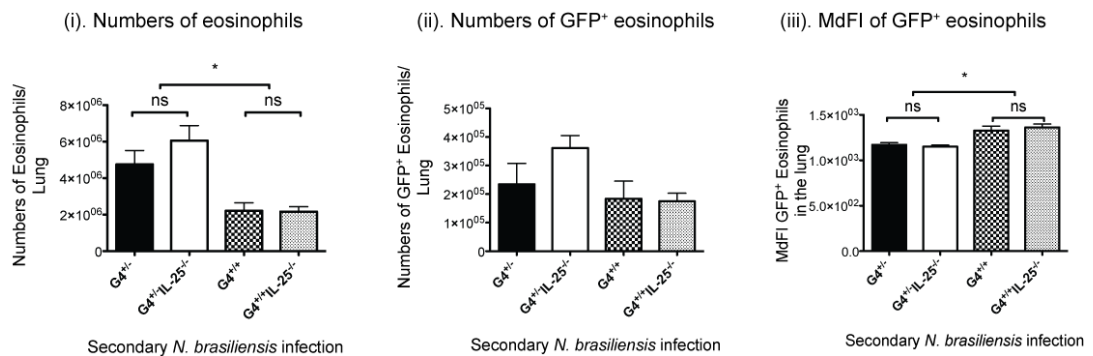 (i). Numbers of eosinophils
Numbers of Eosinophils/
Lung
8×10⁰⁶
6×10⁰⁶
4×10⁰⁶
2×10⁰⁶
0
*
ns
ns
G4⁺/⁻
G4⁺/⁻IL-25⁻/⁻
G4⁺/⁺
G4⁺/⁺IL-25⁻/⁻
Secondary N. brasiliensis infection
(ii). Numbers of GFP⁺ eosinophils
Numbers of GFP⁺ Eosinophils/
Lung
5×10⁰⁵
4×10⁰⁵
3×10⁰⁵
2×10⁰⁵
1×10⁰⁵
0
G4⁺/⁻
G4⁺/⁻IL-25⁻/⁻
G4⁺/⁺
G4⁺/⁺IL-25⁻/⁻
Secondary N. brasiliensis infection
(iii). MdFI of GFP⁺ eosinophils
MdFI GFP⁺ Eosinophils
in the lung
1.5×10⁰³
1.0×10⁰³
5.0×10⁰²
0.0
*
ns
ns
G4⁺/⁻
G4⁺/⁻IL-25⁻/⁻
G4⁺/⁺
G4⁺/⁺IL-25⁻/⁻
Secondary N. brasiliensis infection